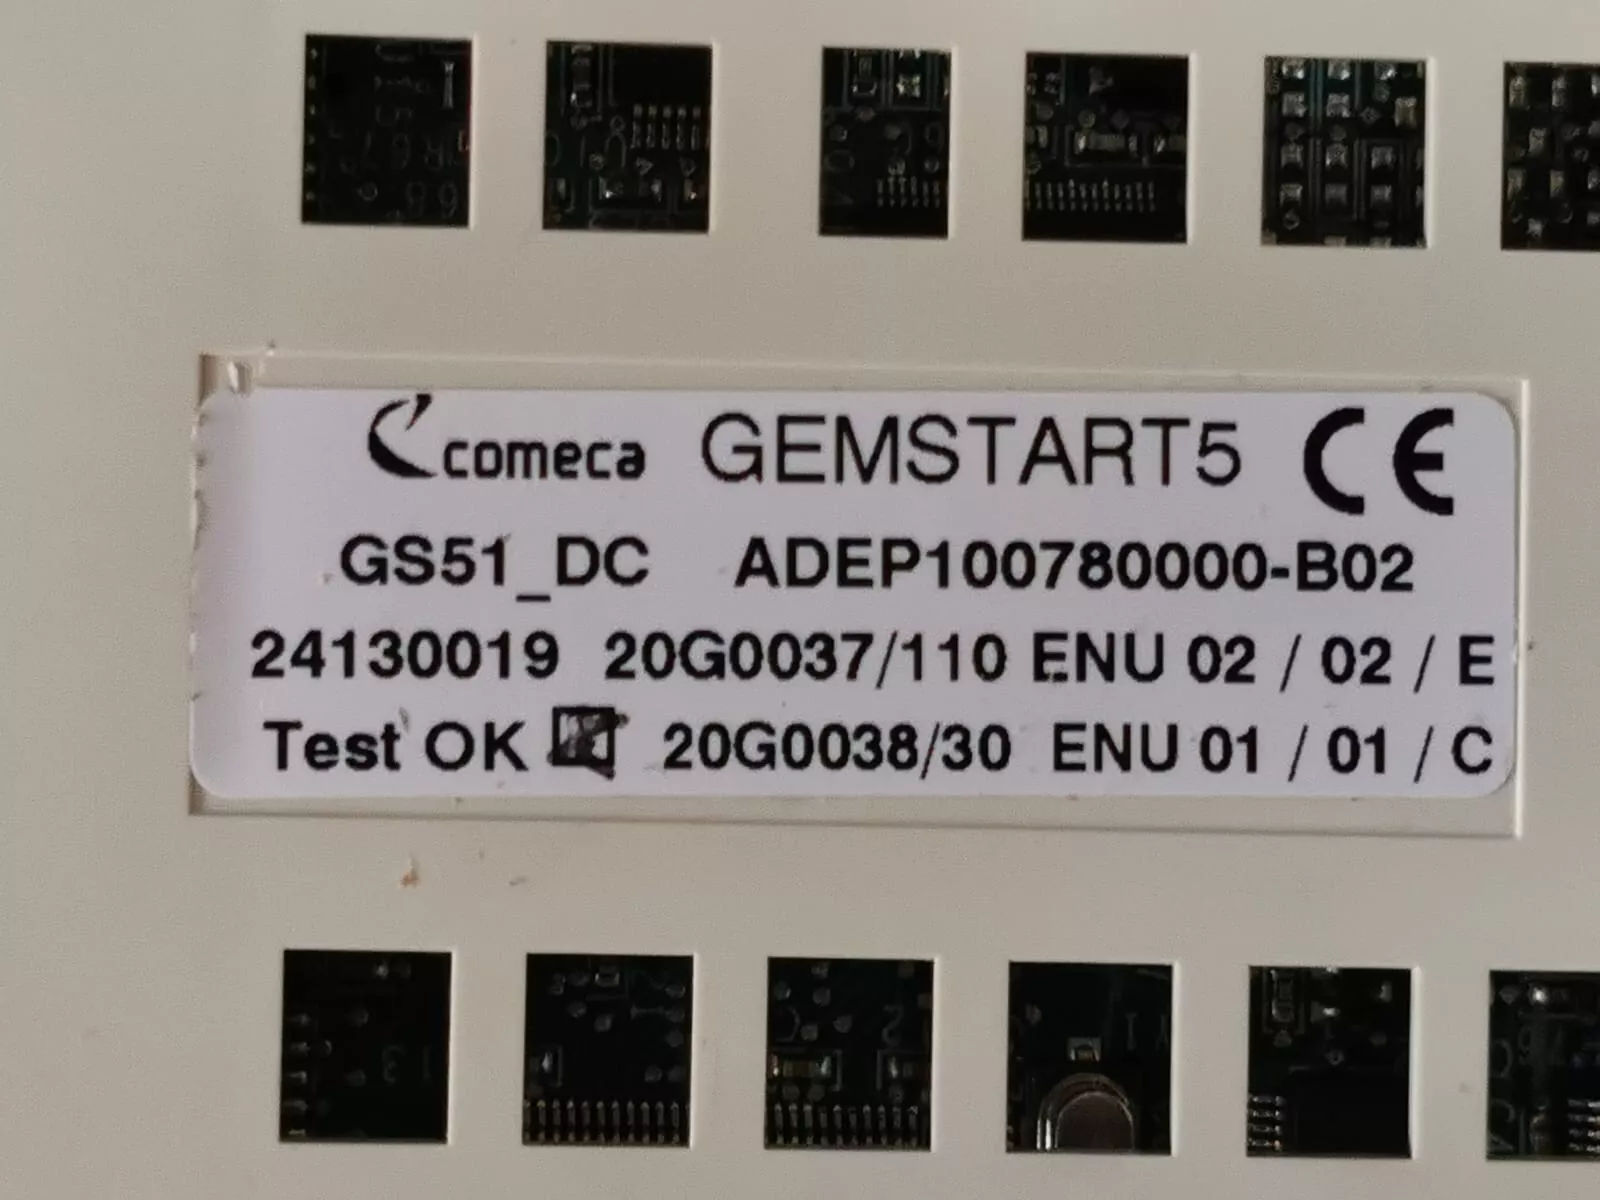 comeca GEMSTART5 CE
GS51_DC ADEP100780000-B02
24130019 20G0037/110 ENU 02 / 02 / E
Test OK 20G0038/30 ENU 01 / 01 / C